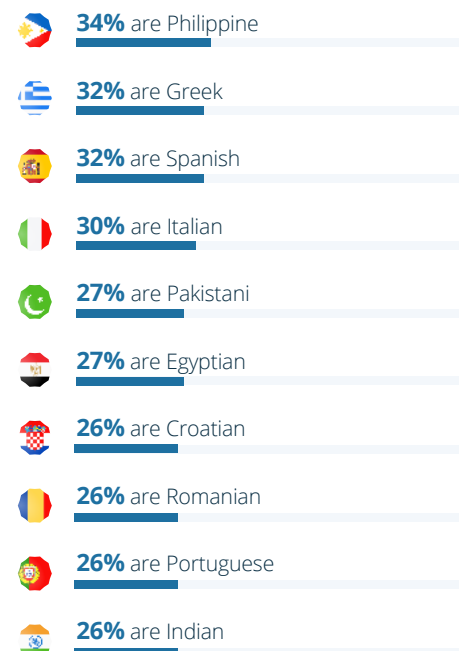 34% are Philippine
32% are Greek
32% are Spanish
30% are Italian
27% are Pakistani
27% are Egyptian
26% are Croatian
26% are Romanian
26% are Portuguese
26% are Indian